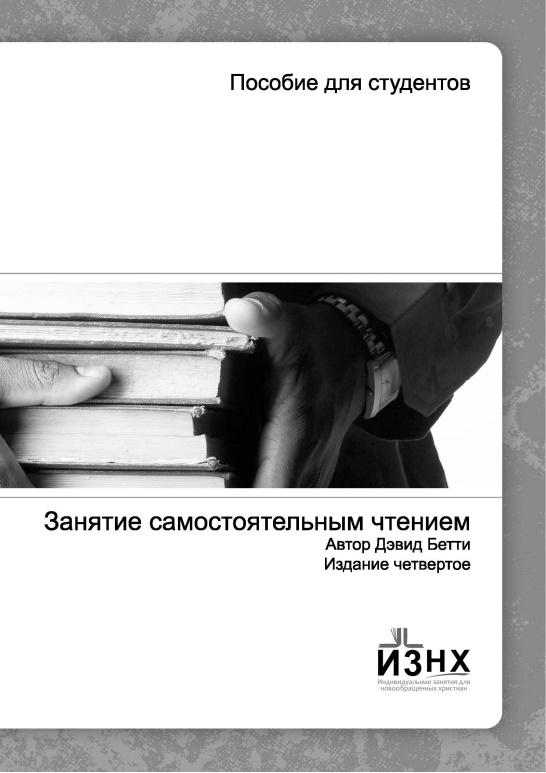 Пособие для студентов
Занятие самостоятельным чтением
Автор Дэвид Бетти
Издание четвертое
ИЗНХ
Индивидуальные занятия для
новообращенных христиан